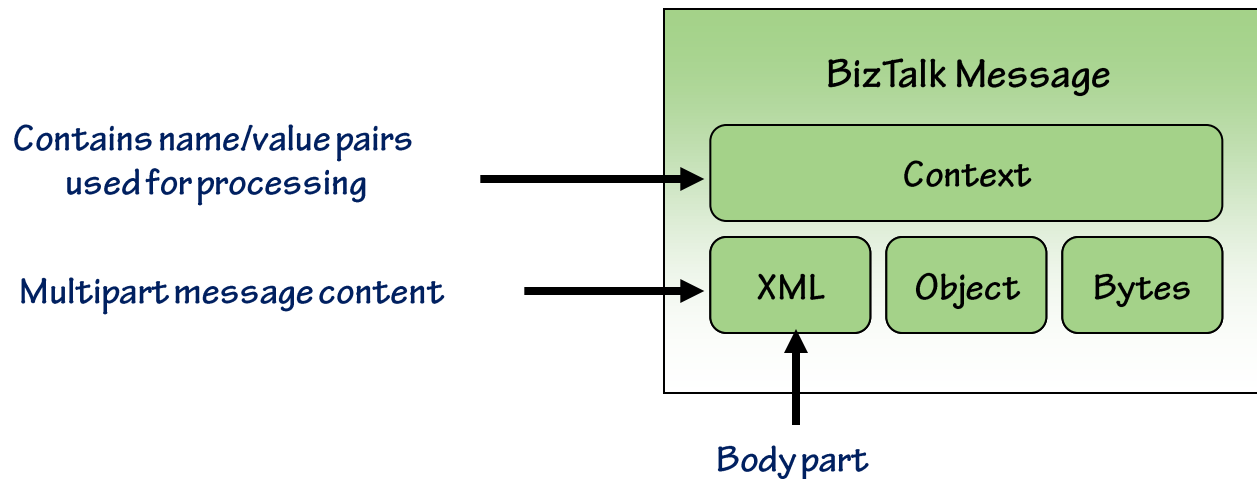 BizTalk Message
Contains name/value pairs
used for processing
Context
Multipart message content
XML
Object
Bytes
Body part